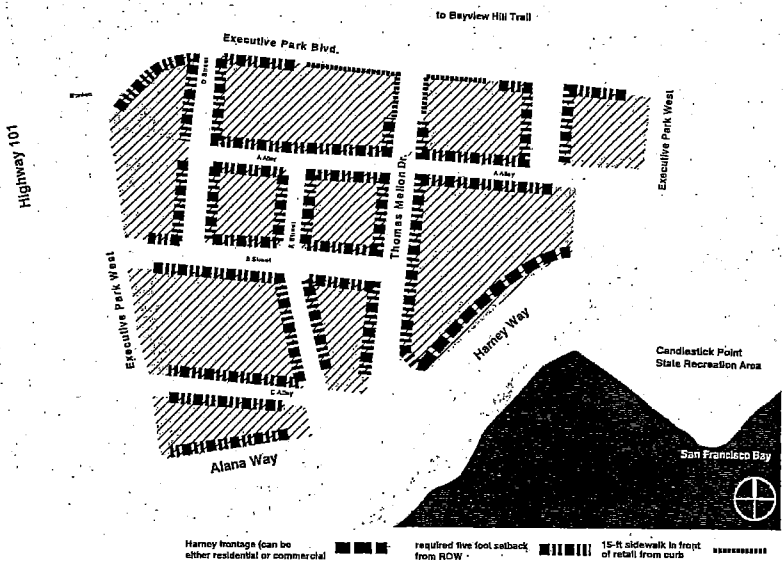 to Bayview Hill Trail
Executive Park Blvd.
D Street
Highway 101
A Alley
A Alley
Executive Park West
Thomas Mellon Dr.
B Street
Executive Park West
Harney Way
Candlestick Point
State Recreation Area
C Alley
San Francisco Bay
Alana Way
Harney frontage (can be
either residential or commercial
required five foot setback
from ROW
15-ft sidewalk in front
of retail from curb